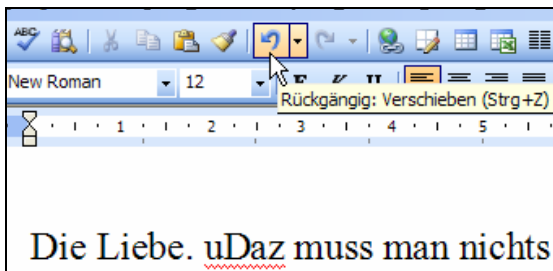 ABC
New Roman 12 F K U
Rückgängig: Verschieben (Strg+Z)
1 2 3 4 5
Die Liebe. uDaz muss man nichts